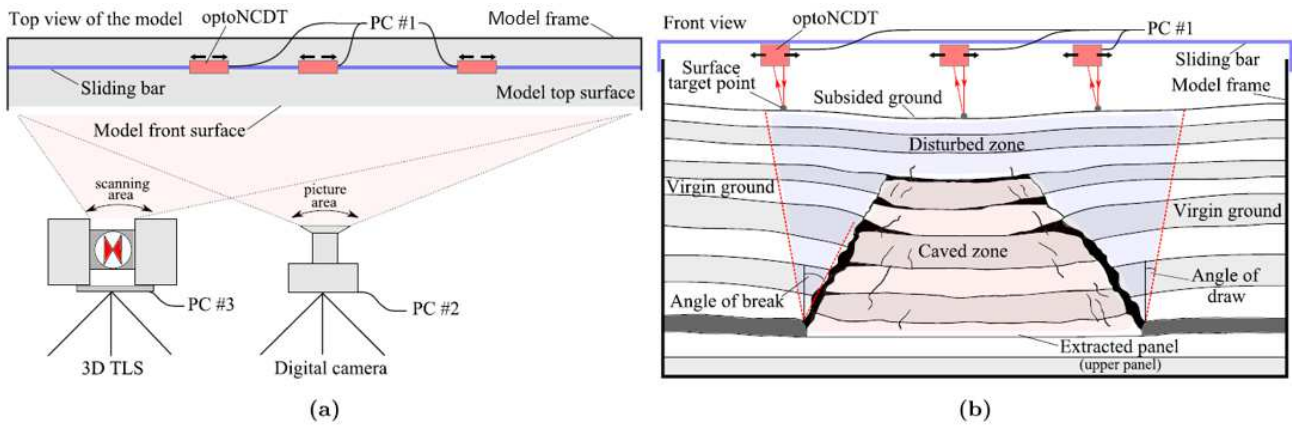 Top view of the model
optoNCDT
PC #1
Model frame
Sliding bar
Model top surface
Model front surface
scanning
area
picture
area
PC #3
PC #2
3D TLS
Digital camera
(a)
Front view
optoNCDT
PC #1
Sliding bar
Surface
target point
Model frame
Subsided ground
Disturbed zone
Virgin ground
Virgin ground
Caved zone
Angle of break
Angle of
draw
Extracted panel
(upper panel)
(b)